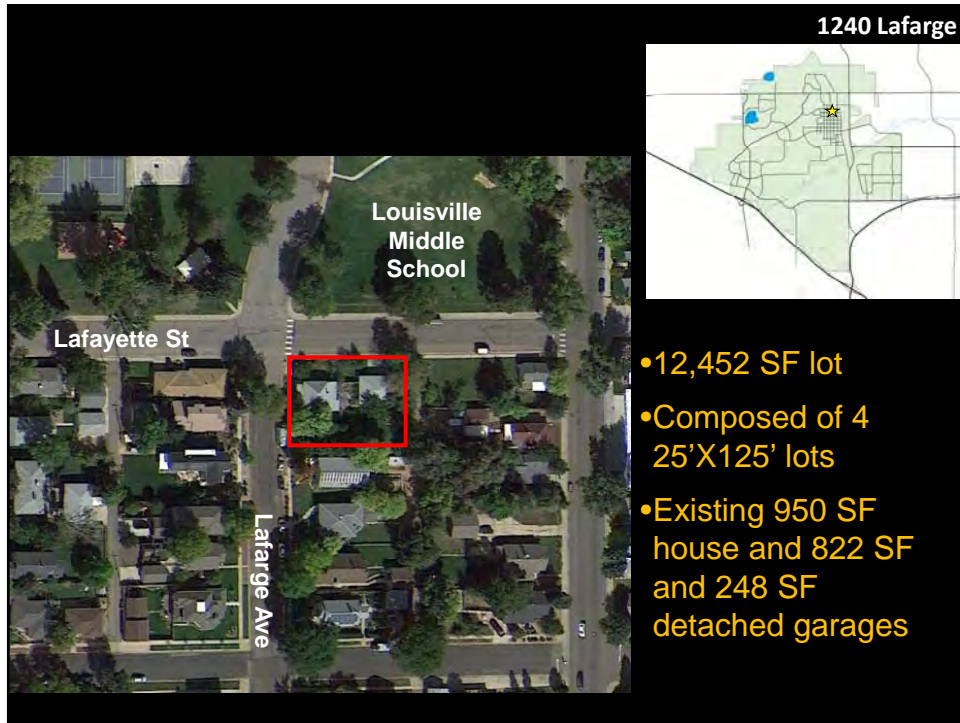 1240 Lafarge
Louisville
Middle
School
Lafayette St
Lafarge Ave
•12,452 SF lot
•Composed of 4
25’X125’ lots
•Existing 950 SF
house and 822 SF
and 248 SF
detached garages